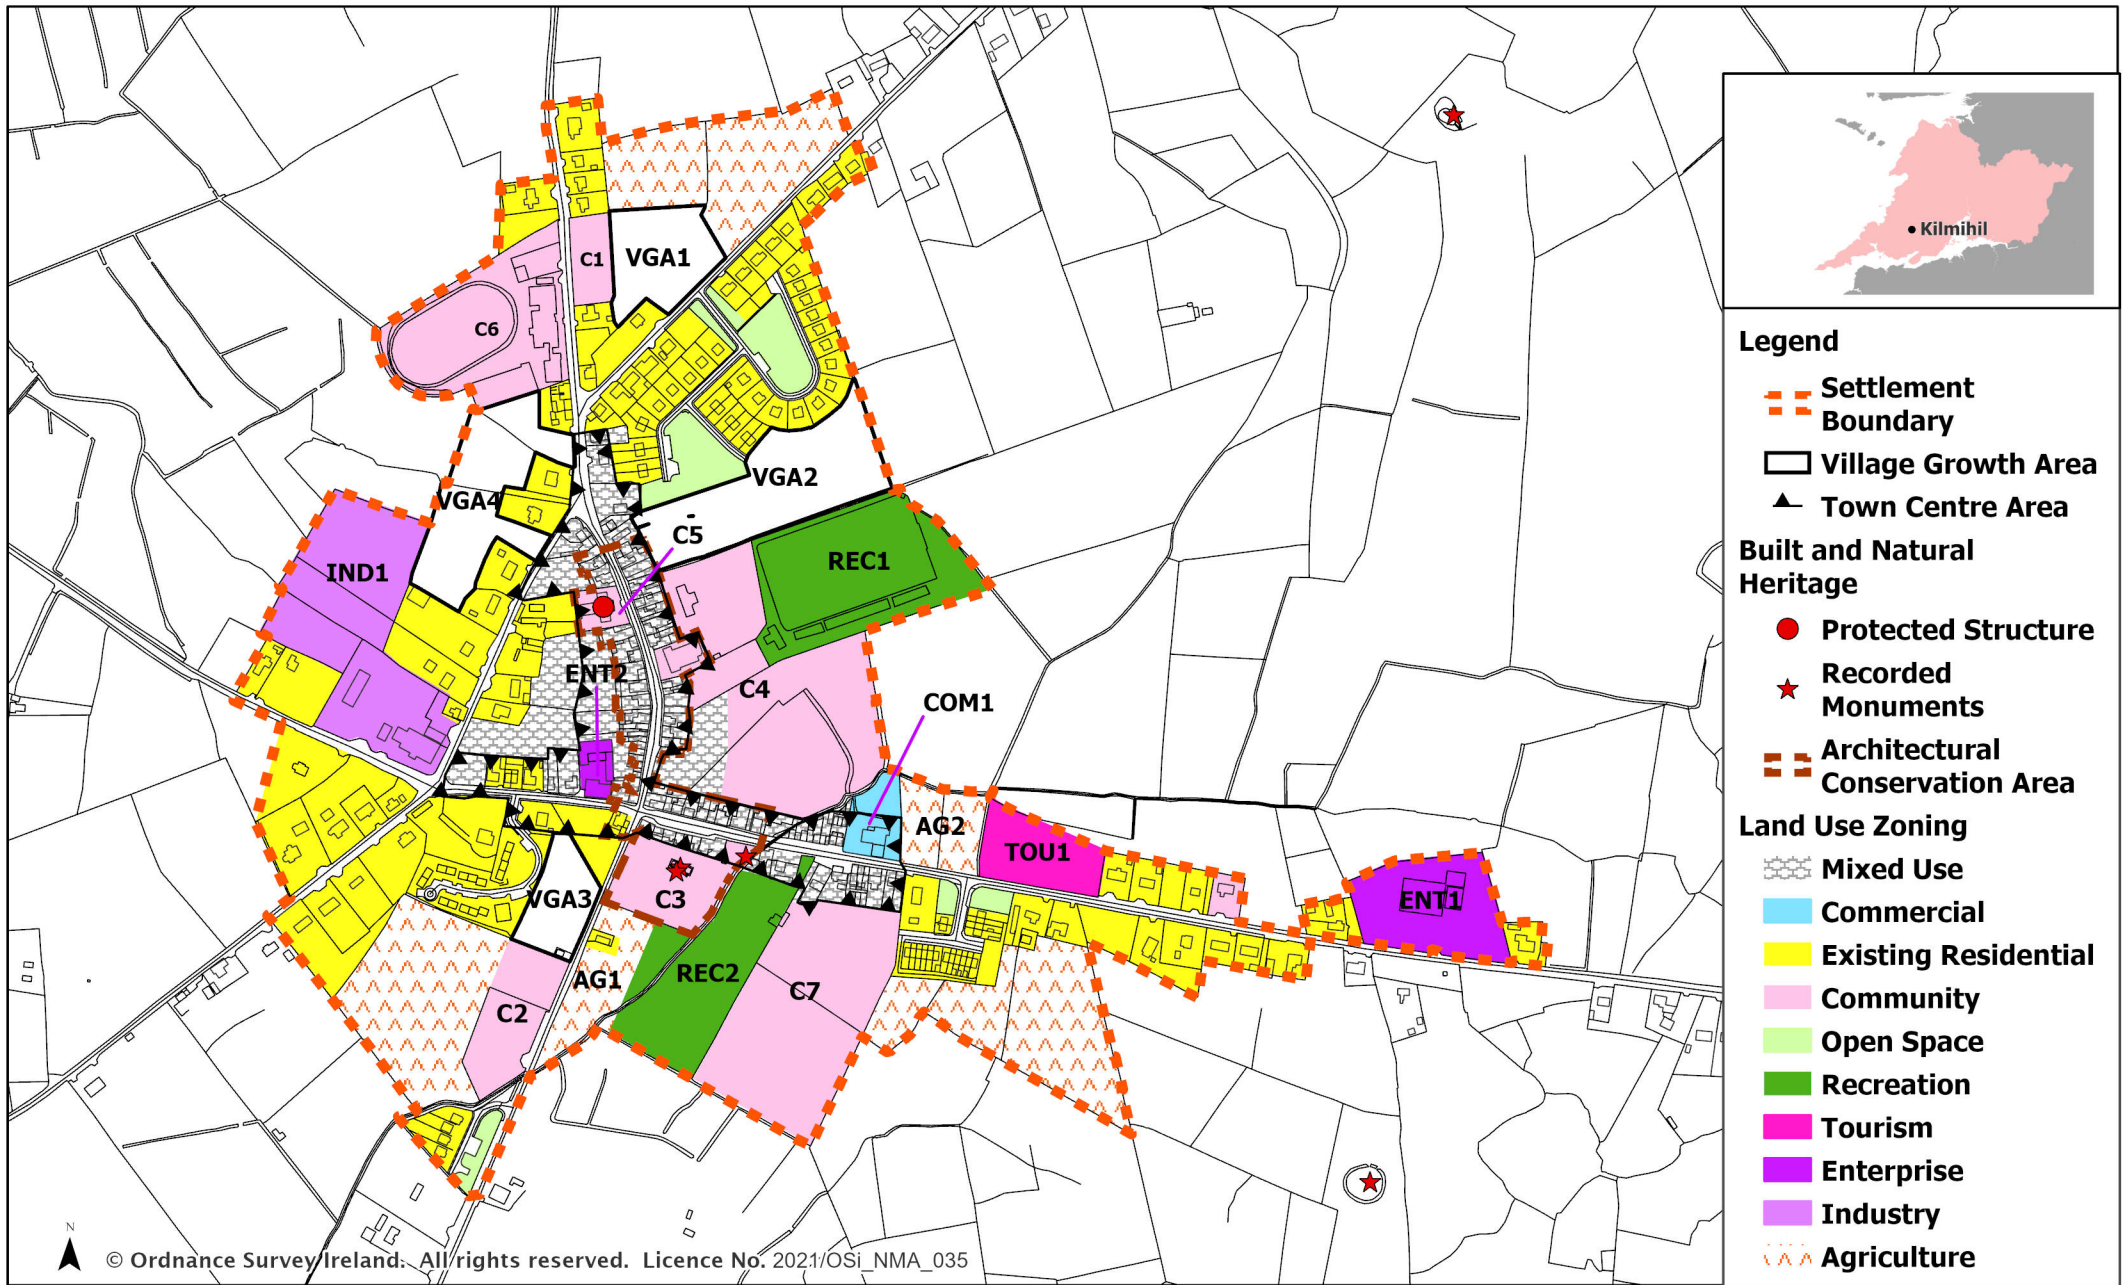 C1
VGA1
C6
VGA4
VGA2
C5
IND1
REC1
ENT2
C4
COM1
AG2
TOU1
VGA3
C3
ENT1
AG1
REC2
C7
C2
Kilmihil
Legend
Settlement
Boundary
Village Growth Area
Town Centre Area
Built and Natural
Heritage
Protected Structure
Recorded
Monuments
Architectural
Conservation Area
Land Use Zoning
Mixed Use
Commercial
Existing Residential
Community
Open Space
Recreation
Tourism
Enterprise
Industry
Agriculture
N
© Ordnance Survey Ireland. All rights reserved. Licence No. 2021/OSi_NMA_035